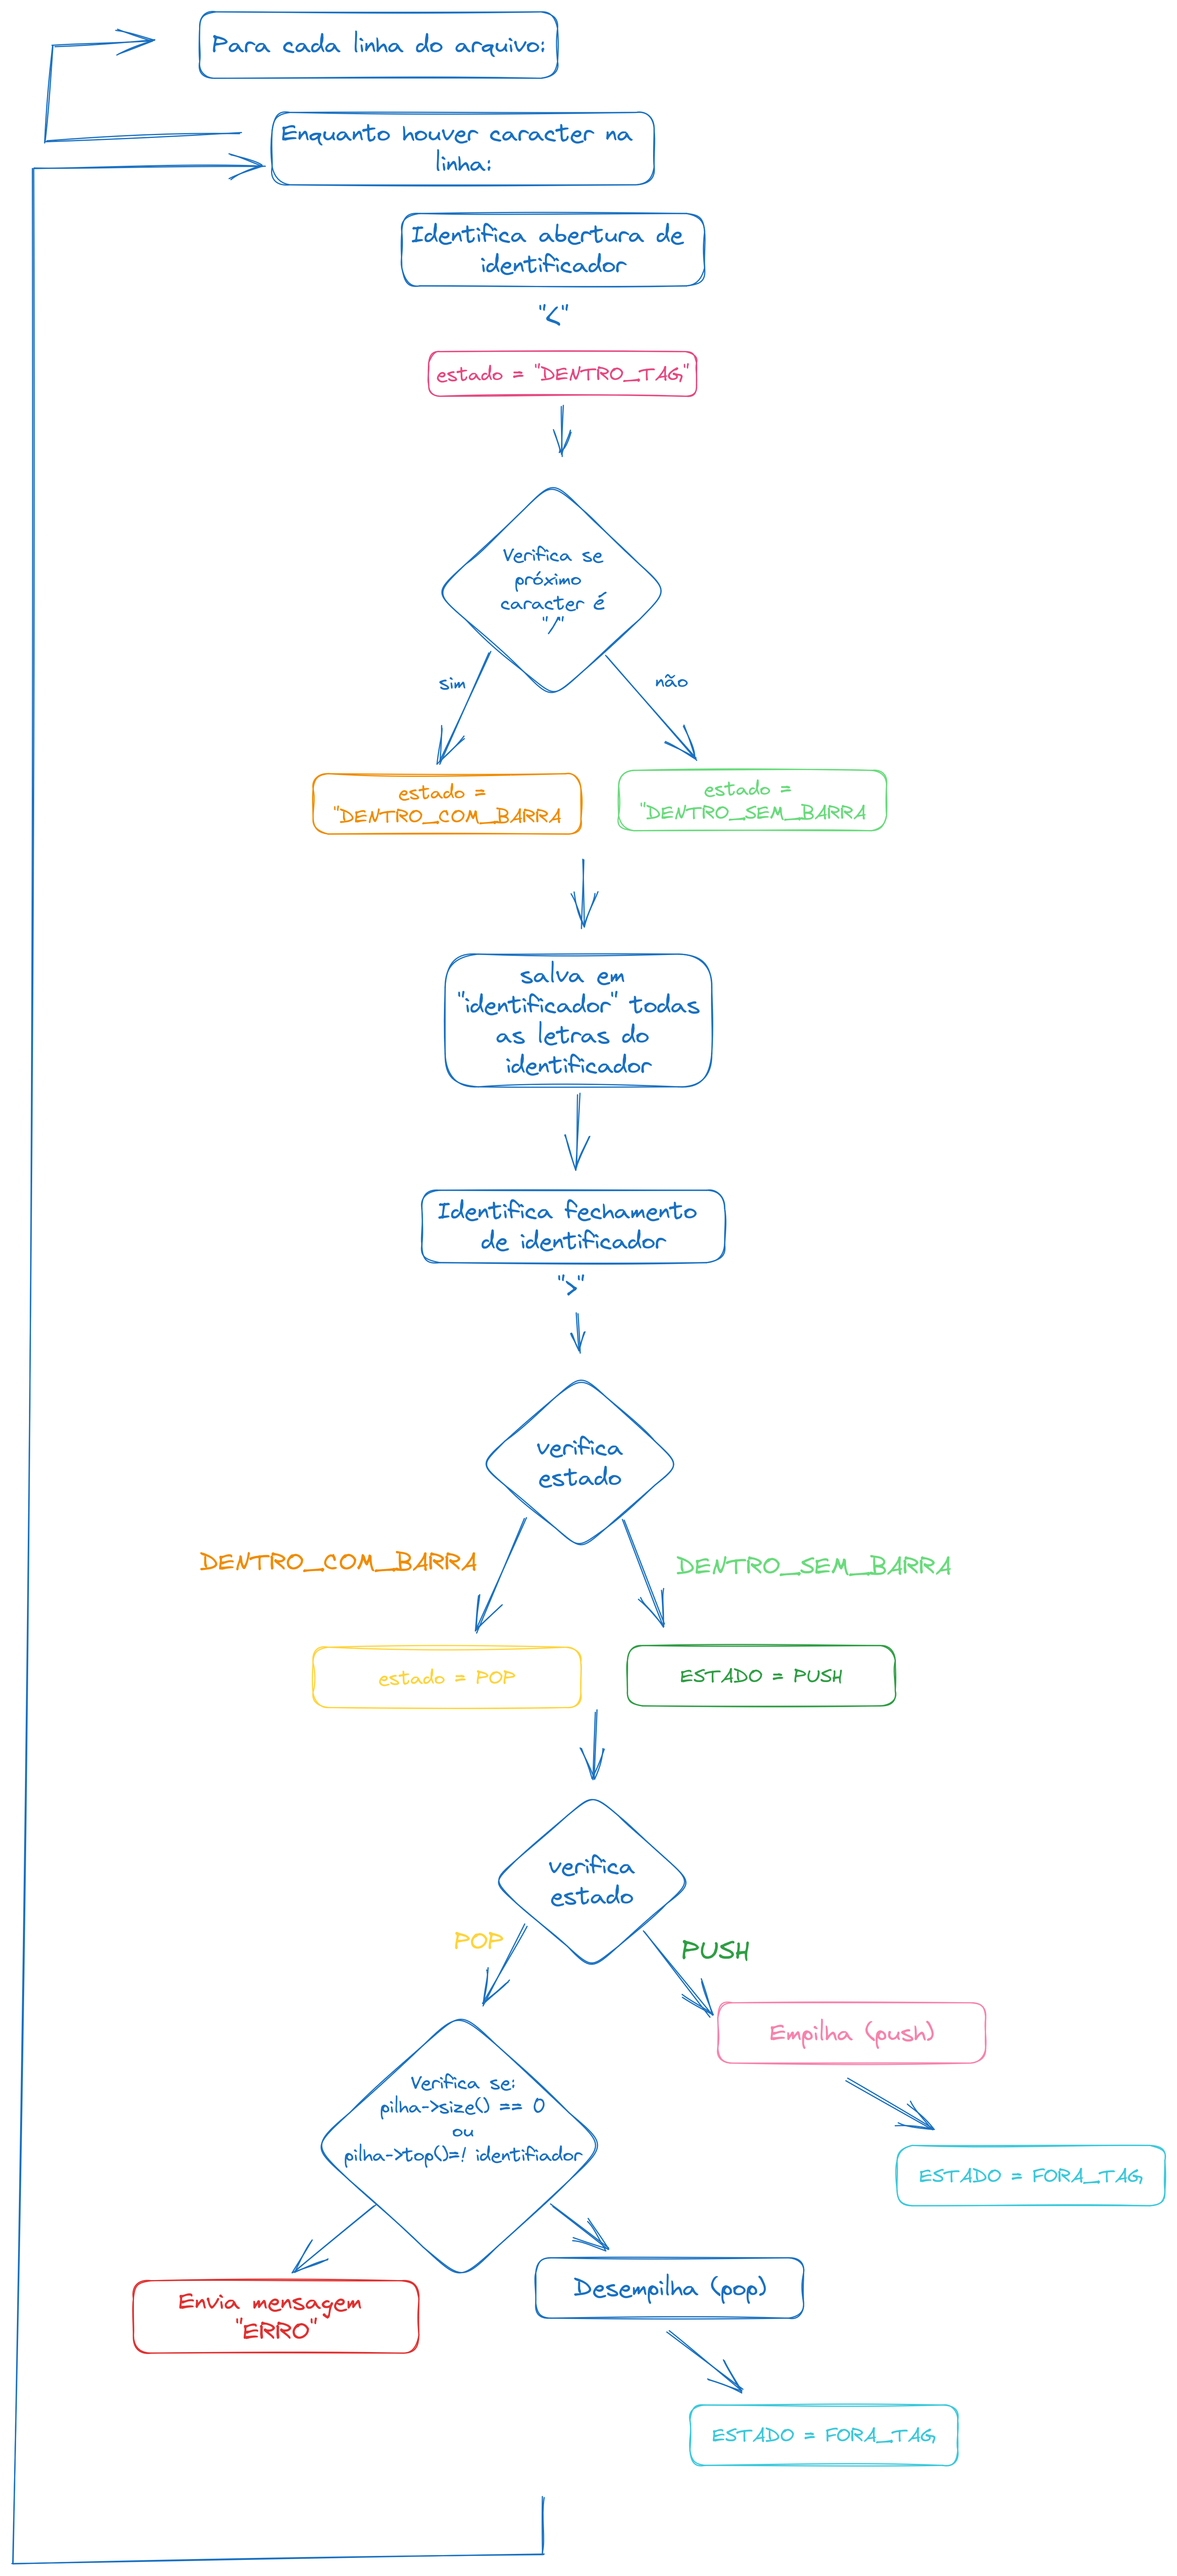 Para cada linha do arquivo:
Enquanto houver caracter na
linha:
Identifica abertura de
identificador
"<"
estado = "DENTRO_TAG"
Verifica se
próximo
caracter é
"/"
sim
não
estado =
"DENTRO_COM_BARRA
estado =
"DENTRO_SEM_BARRA
salva em
"identificador" todas
as letras do
identificador
Identifica fechamento
de identificador
">"
verifica
estado
DENTRO_COM_BARRA
DENTRO_SEM_BARRA
estado = POP
ESTADO = PUSH
verifica
estado
POP
PUSH
Empilha (push)
Verifica se:
pilha->size() == 0
ou
pilha->top()=! identifiador
ESTADO = FORA_TAG
Envia mensagem
"ERRO"
Desempilha (pop)
ESTADO = FORA_TAG